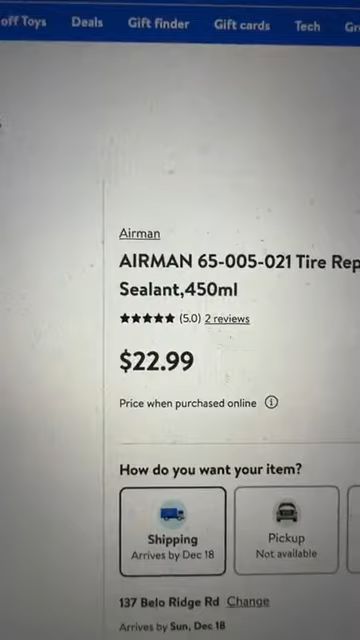 off Toys Deals Gift finder Gift cards Tech
Airman
AIRMAN 65-005-021 Tire Rep
Sealant,450ml
(5.0) 2 reviews
$22.99
Price when purchased online
How do you want your item?
Shipping
Arrives by Dec 18
Pickup
Not available
137 Belo Ridge Rd Change
Arrives by Sun, Dec 18